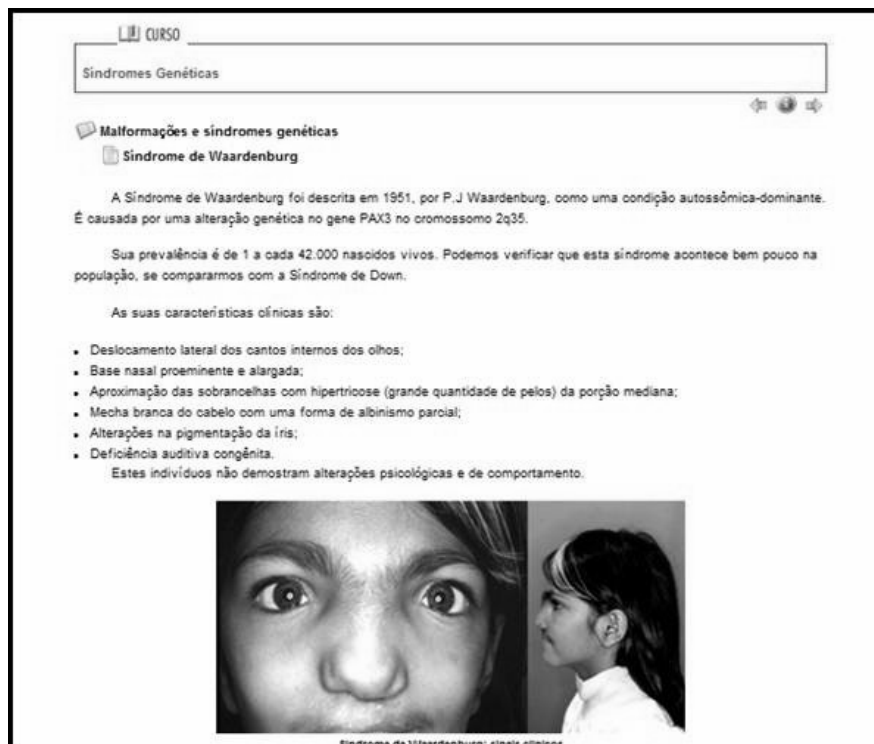 CURSO
Síndromes Genéticas
Malformações e síndromes genéticas
Síndrome de Waardenburg
A Síndrome de Waardenburg foi descrita em 1951, por P.J Waardenburg, como uma condição autossômica-dominante.
É causada por uma alteração genética no gene PAX3 no cromossomo 2q35.
Sua prevalência é de 1 a cada 42.000 nascidos vivos. Podemos verificar que esta síndrome acontece bem pouco na
população, se compararmos com a Síndrome de Down.
As suas características clínicas são:
• Deslocamento lateral dos cantos internos dos olhos;
• Base nasal proeminente e alargada;
• Aproximação das sobrancelhas com hipertricose (grande quantidade de pelos) da porção mediana;
• Mecha branca do cabelo com uma forma de albinismo parcial;
• Alterações na pigmentação da íris;
• Deficiência auditiva congênita.
Estes indivíduos não demostram alterações psicológicas e de comportamento.
Síndrome de Waardenburg: sinais clínicos